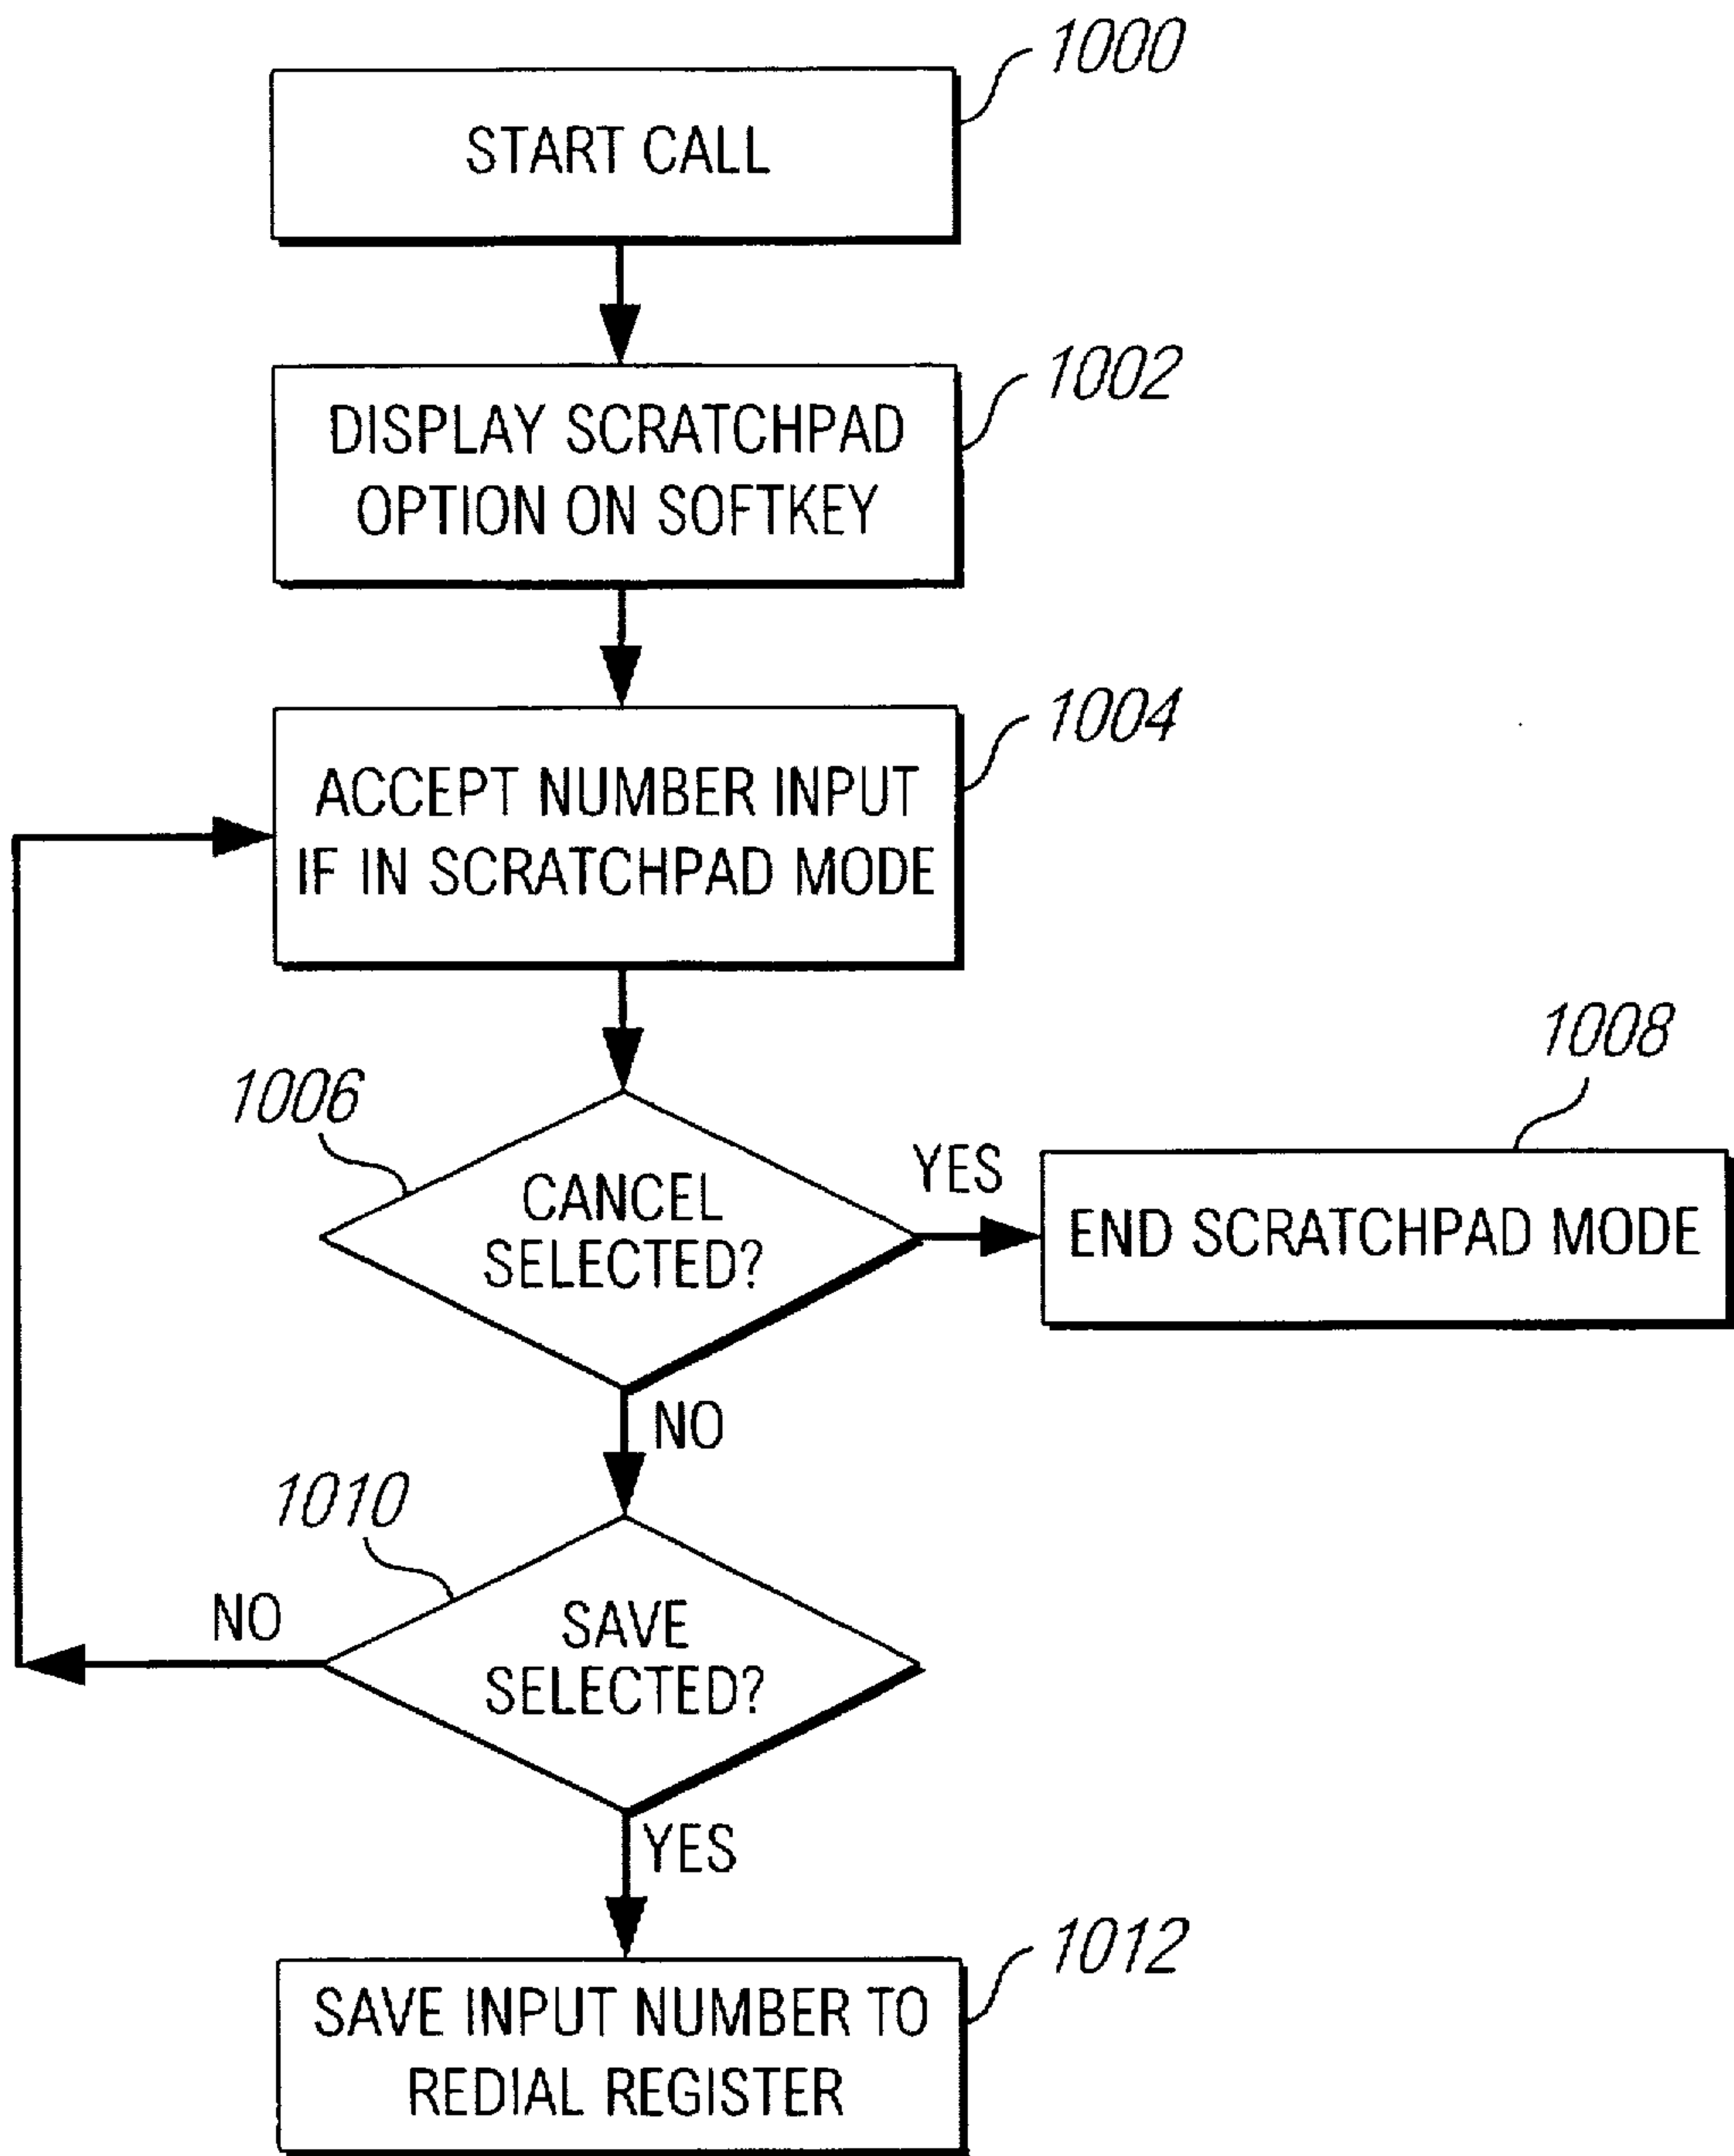 1000
START CALL
1002
DISPLAY SCRATCHPAD
OPTION ON SOFTKEY
1004
ACCEPT NUMBER INPUT
IF IN SCRATCHPAD MODE
1006
CANCEL
SELECTED?
YES
1008
END SCRATCHPAD MODE
NO
1010
SAVE
SELECTED?
NO
YES
1012
SAVE INPUT NUMBER TO
REDIAL REGISTER